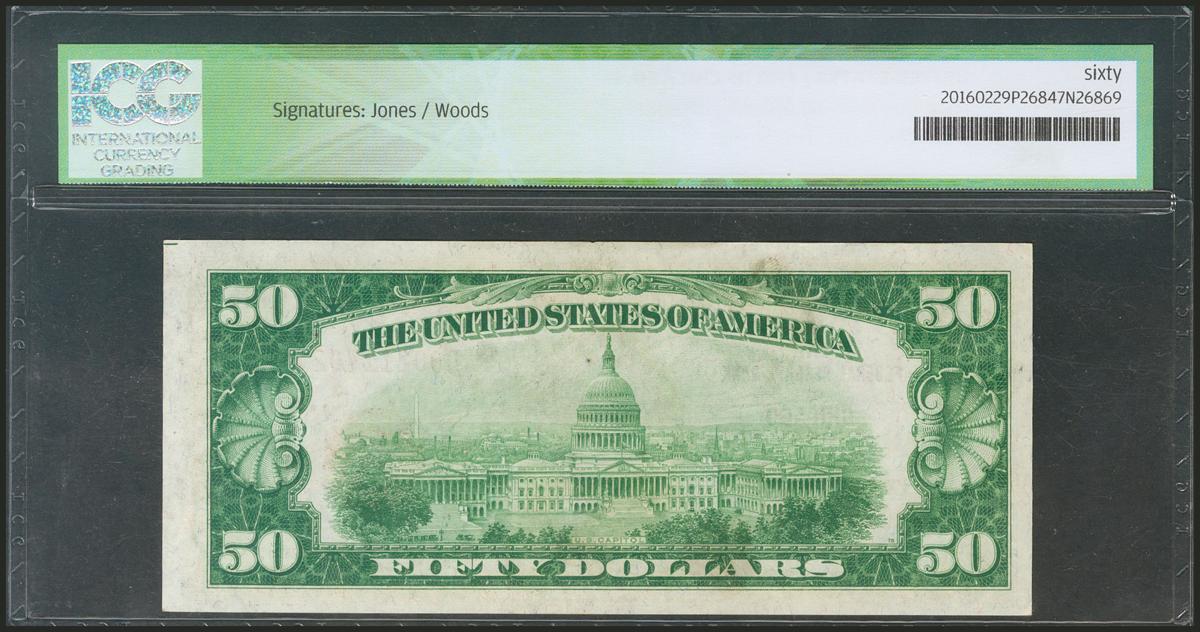 ICG
INTERNATIONAL
CURRENCY
GRADING
Signatures: Jones / Woods
sixty
20160229P26847N26869
50
50
THE UNITED STATES OF AMERICA
U.S. CAPITOL
50
50
FIFTY DOLLARS